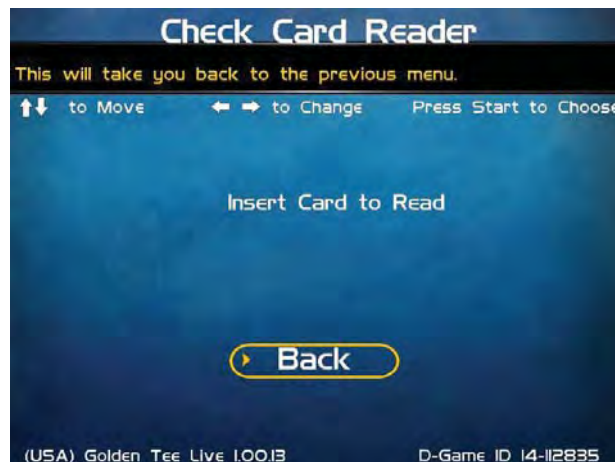 Check Card Reader
This will take you back to the previous menu.
↑↓ to Move ← → to Change Press Start to Choose
Insert Card to Read
Back
(USA) Golden Tee Live 1.00.13 D-Game ID 14-112835